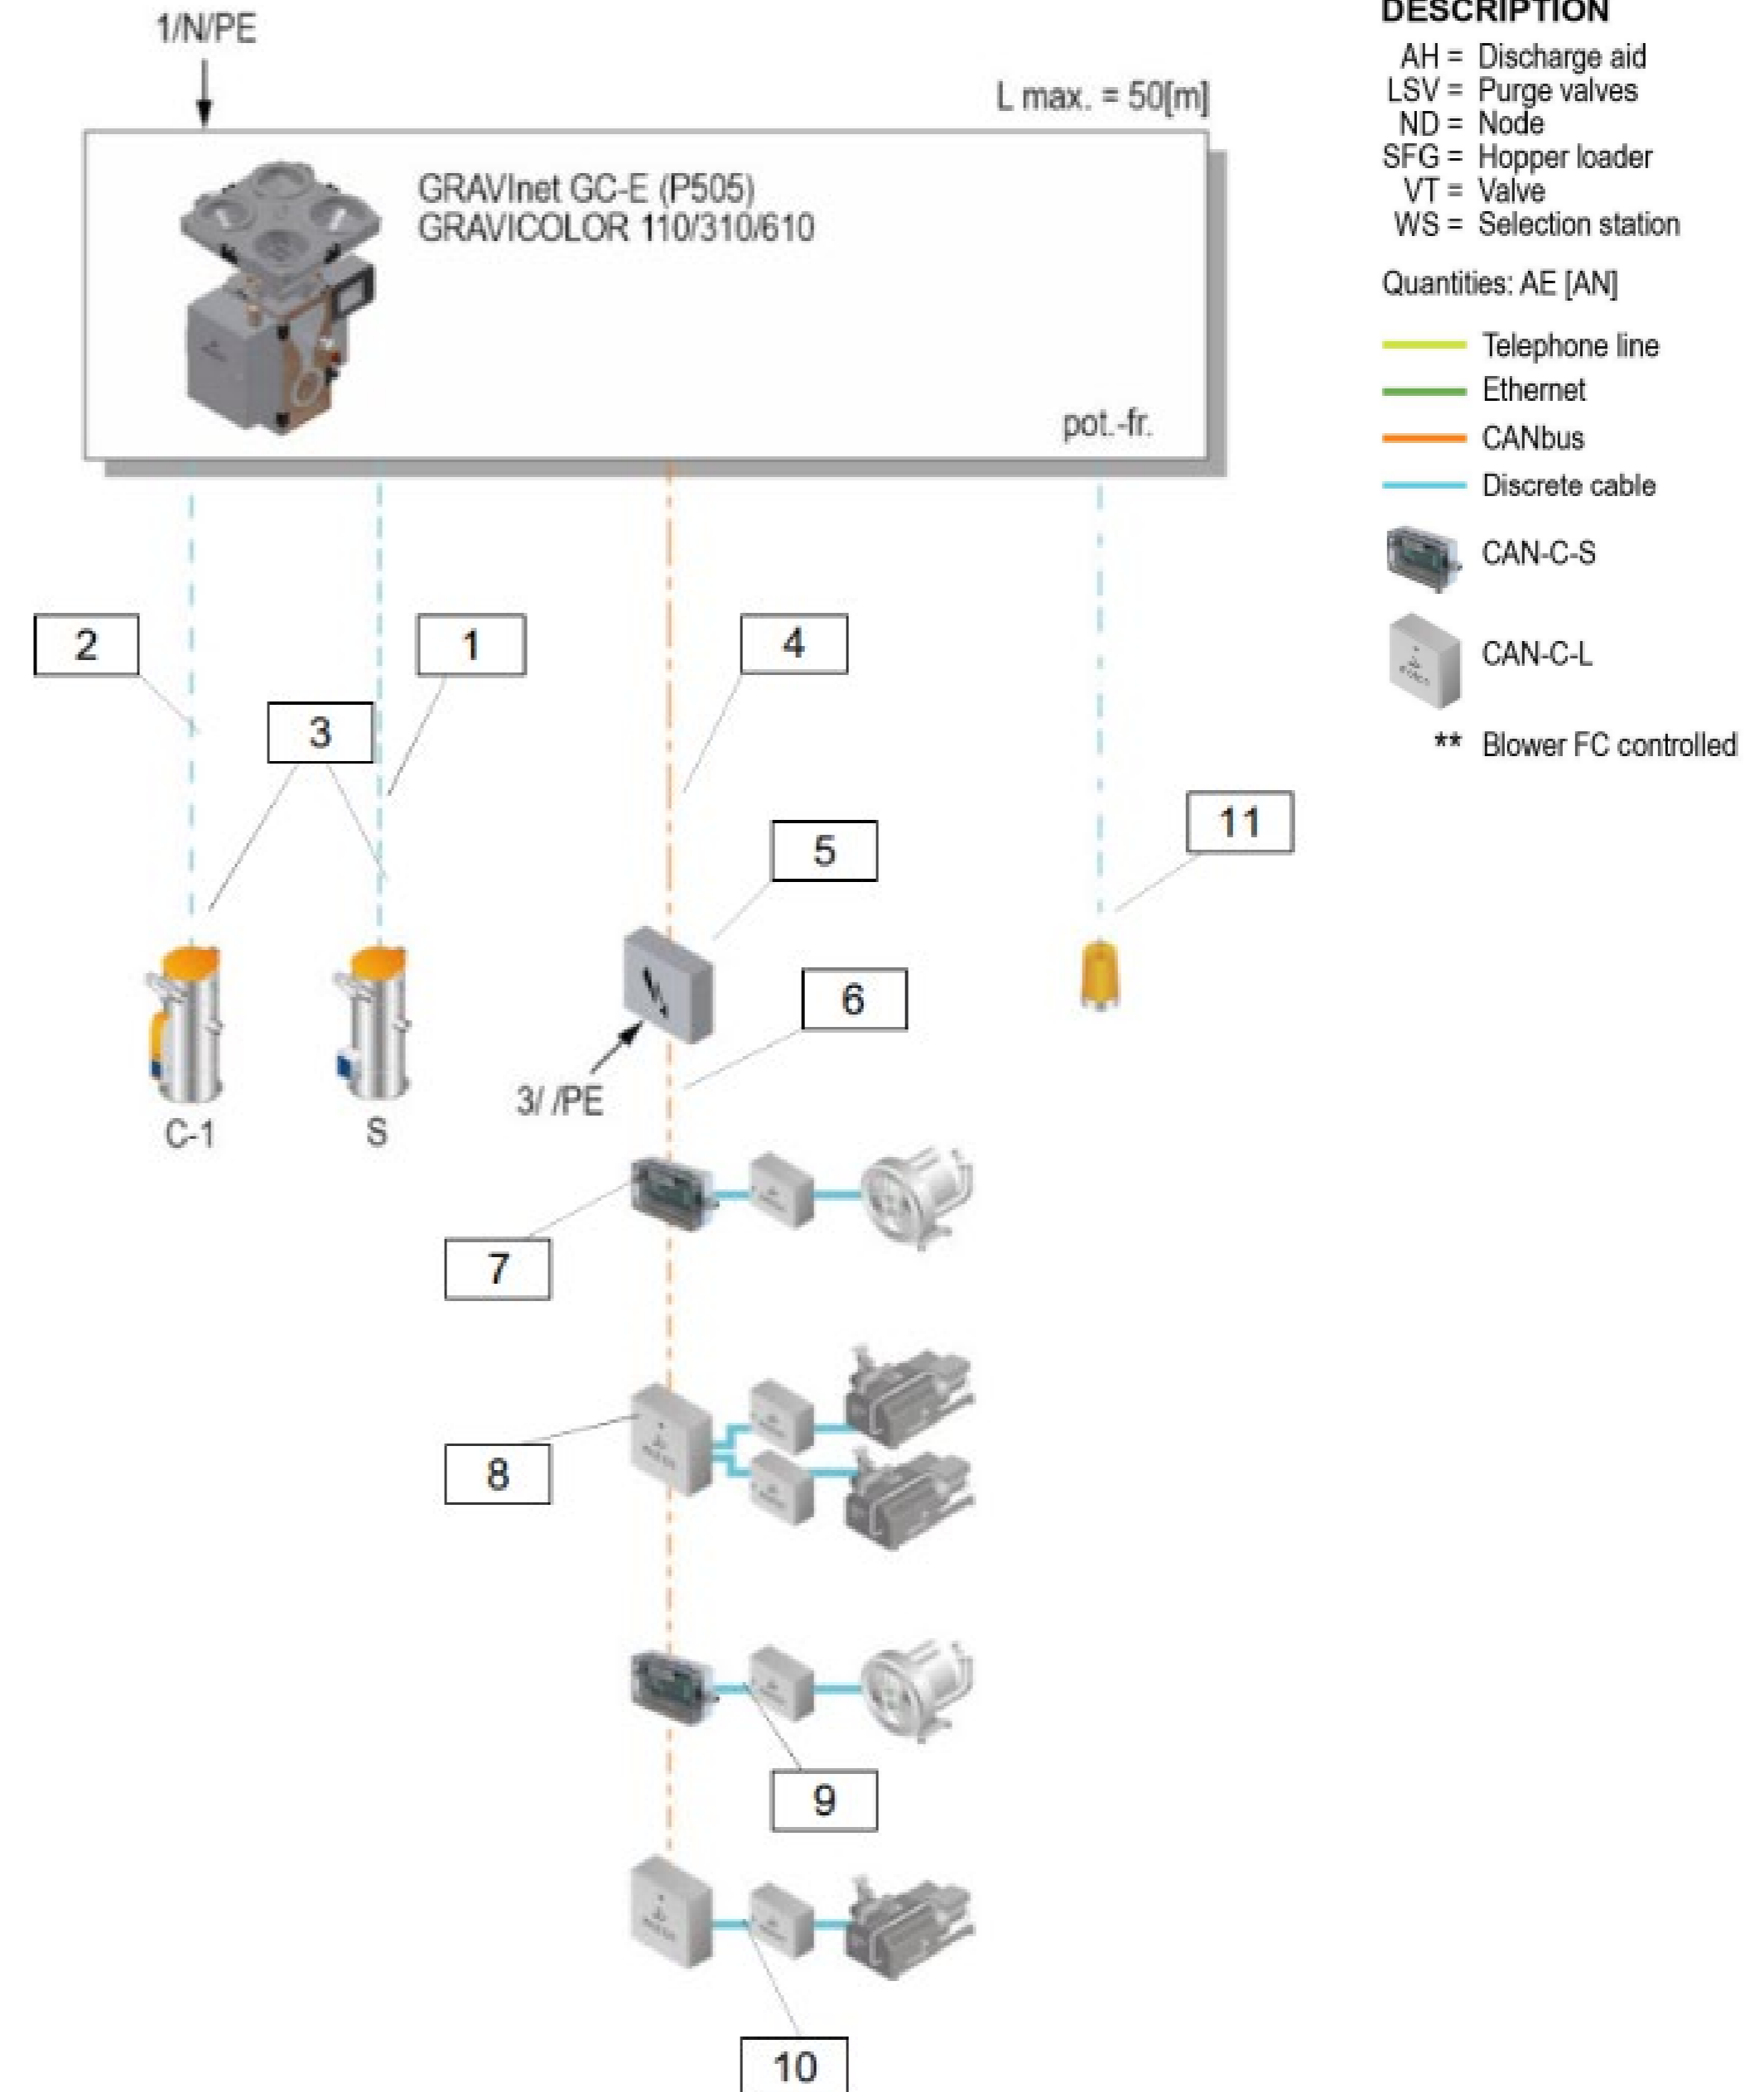 1/N/PE
L max. = 50[m]
GRAVInet GC-E (P505)
GRAVICOLOR 110/310/610
pot.-fr.
2
1
4
3
11
5
6
3/ /PE
C-1
S
7
8
9
10
DESCRIPTION
AH = Discharge aid
LSV = Purge valves
ND = Node
SFG = Hopper loader
VT = Valve
WS = Selection station
Quantities: AE [AN]
Telephone line
Ethernet
CANbus
Discrete cable
CAN-C-S
CAN-C-L
** Blower FC controlled